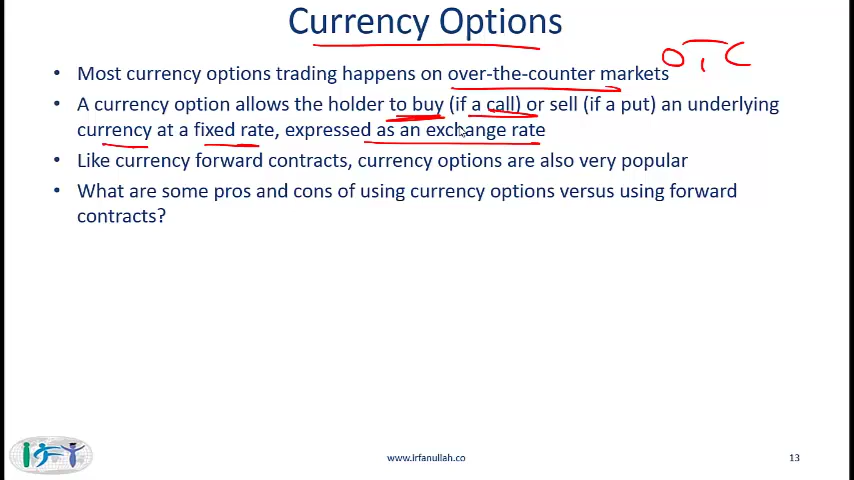 Currency Options
• Most currency options trading happens on over-the-counter markets OTC
• A currency option allows the holder to buy (if a call) or sell (if a put) an underlying
currency at a fixed rate, expressed as an exchange rate
• Like currency forward contracts, currency options are also very popular
• What are some pros and cons of using currency options versus using forward
contracts?
www.irfanullah.co
13